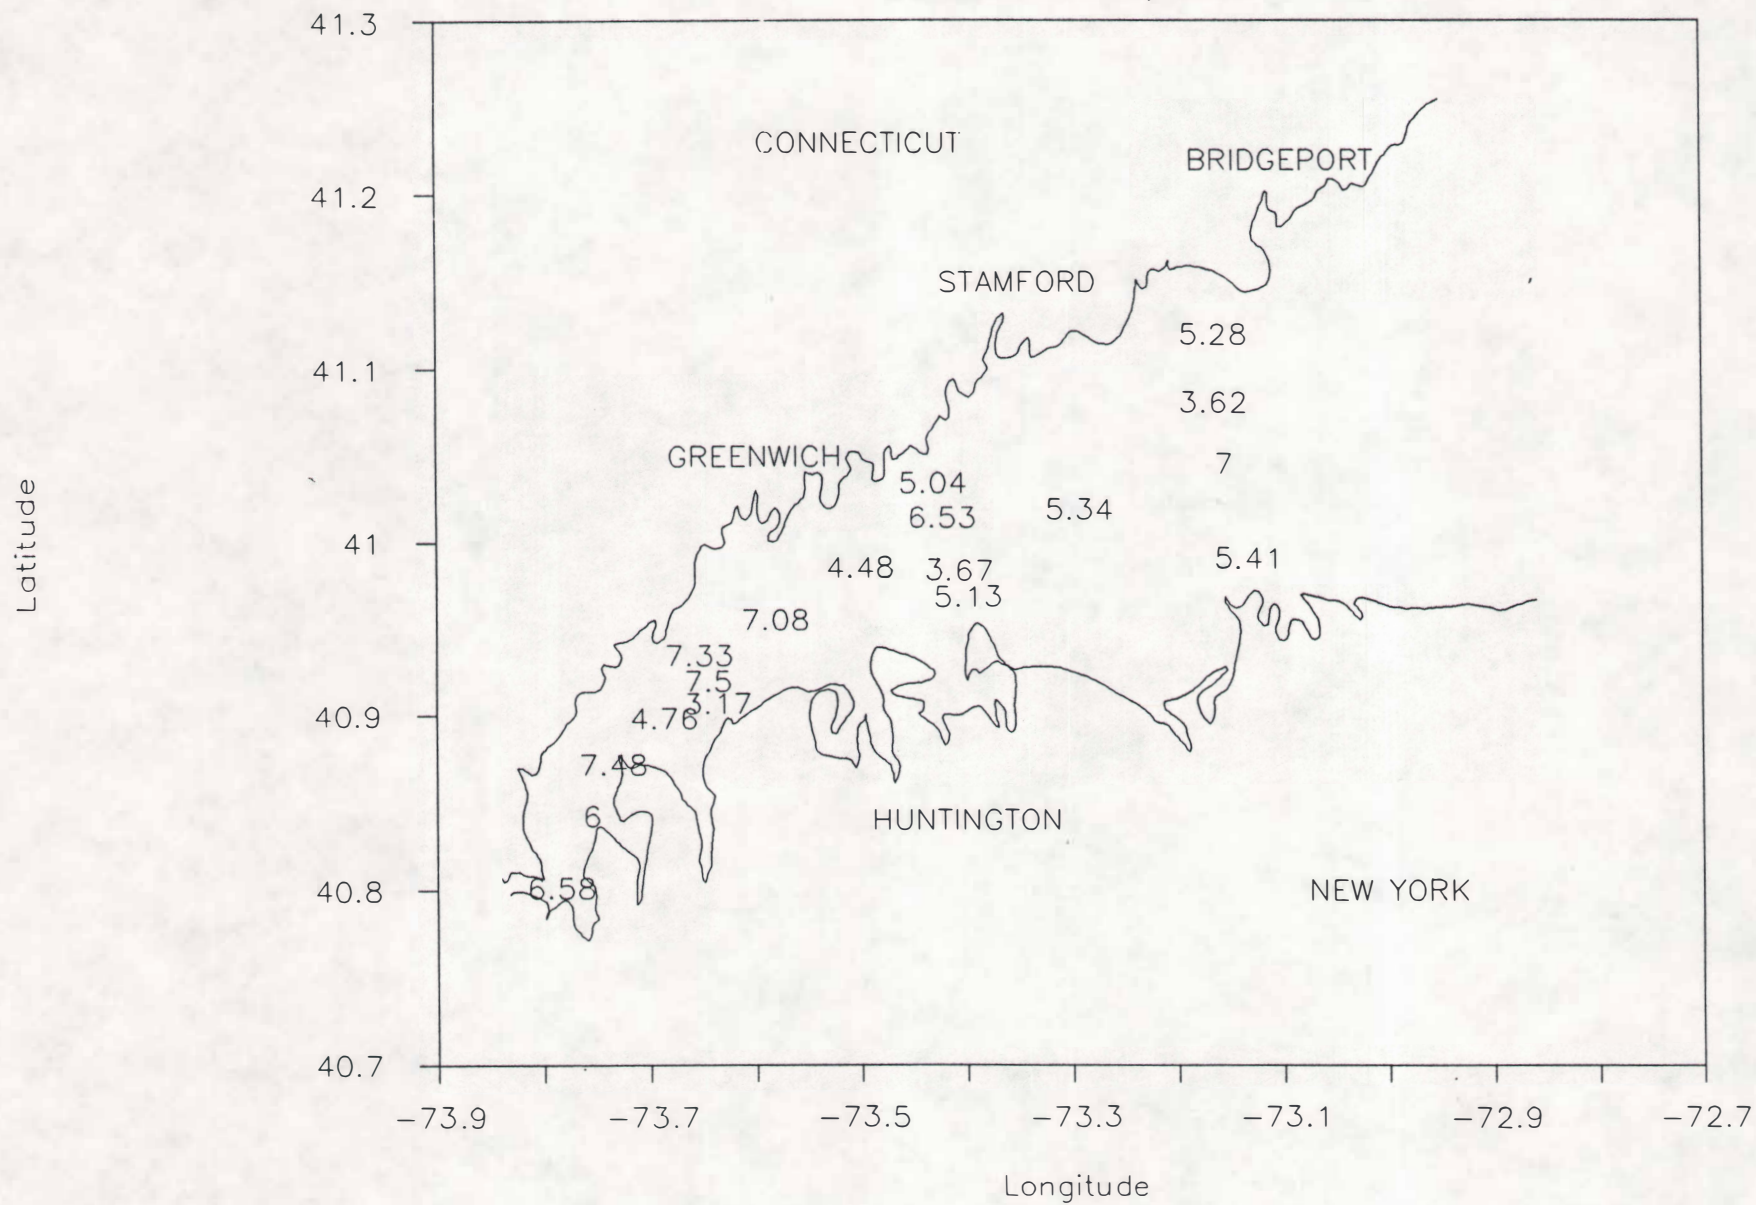 41.3
CONNECTICUT
BRIDGEPORT
41.2
STAMFORD
5.28
41.1
3.62
GREENWICH
7
5.04
5.34
6.53
41
5.41
4.48
3.67
5.13
7.08
7.33
7.5
3.17
40.9
4.76
7.48
6
HUNTINGTON
40.8
6.58
NEW YORK
40.7
Latitude
-73.9 -73.7 -73.5 -73.3 -73.1 -72.9 -72.7
Longitude